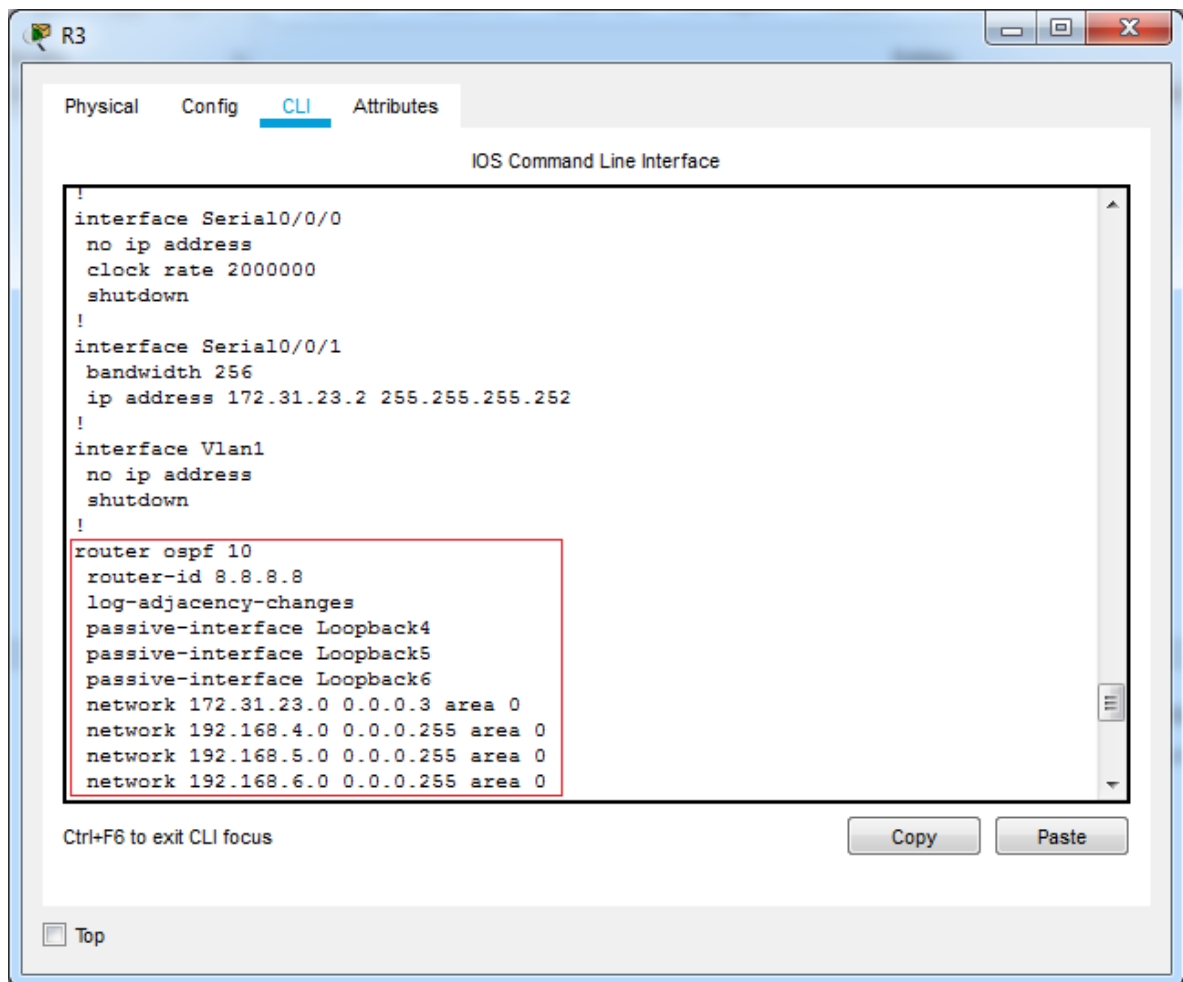 R3
Physical Config CLI Attributes
IOS Command Line Interface
!
interface Serial0/0/0
 no ip address
 clock rate 2000000
 shutdown
!
interface Serial0/0/1
 bandwidth 256
 ip address 172.31.23.2 255.255.255.252
!
interface Vlan1
 no ip address
 shutdown
!
router ospf 10
 router-id 8.8.8.8
 log-adjacency-changes
 passive-interface Loopback4
 passive-interface Loopback5
 passive-interface Loopback6
 network 172.31.23.0 0.0.0.3 area 0
 network 192.168.4.0 0.0.0.255 area 0
 network 192.168.5.0 0.0.0.255 area 0
 network 192.168.6.0 0.0.0.255 area 0
Ctrl+F6 to exit CLI focus
Copy Paste
Top